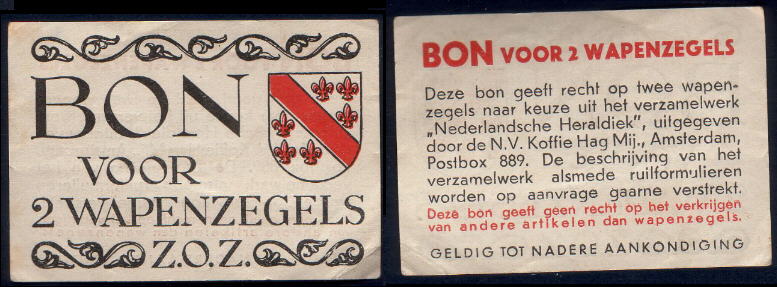 BON
VOOR
2 WAPENZEGELS
Z.O.Z.
BON VOOR 2 WAPENZEGELS
Deze bon geeft recht op twee wapen-
zegels naar keuze uit het verzamelwerk
„Nederlandsche Heraldiek”, uitgegeven
door de N.V. Koffie Hag Mij., Amsterdam,
Postbox 889. De beschrijving van het
verzamelwerk alsmede ruilformulieren
worden op aanvrage gaarne verstrekt.
Deze bon geeft geen recht op het verkrijgen
van andere artikelen dan wapenzegels.
GELDIG TOT NADERE AANKONDIGING